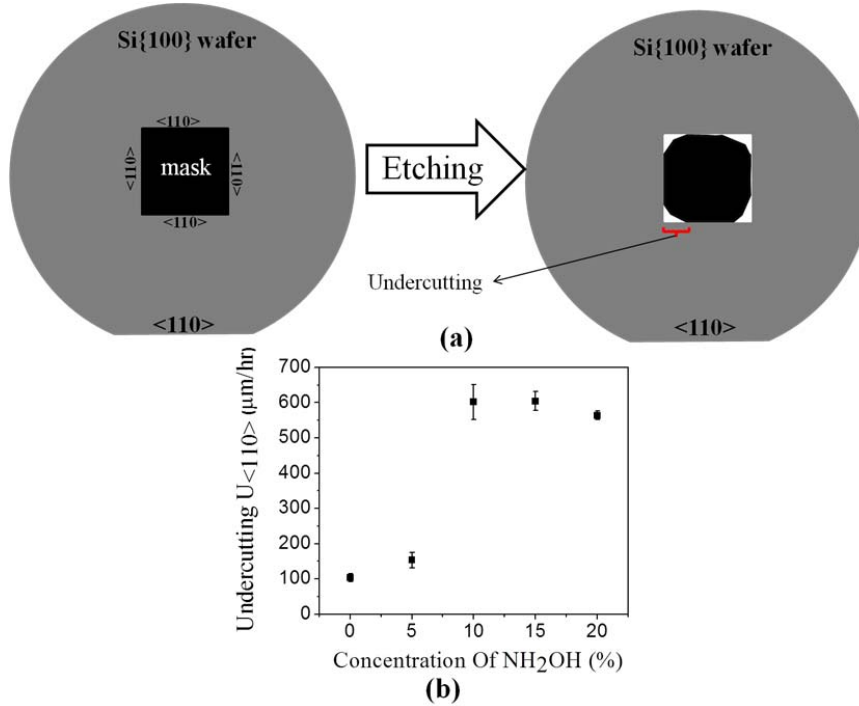 Si{100} wafer
<110>
<110>
mask
<110>
<110>
<110>
Etching
Si{100} wafer
Undercutting
<110>
(a)
Undercutting U<110> (μm/hr)
700
600
500
400
300
200
100
0
0 5 10 15 20
Concentration Of NH2OH (%)
(b)